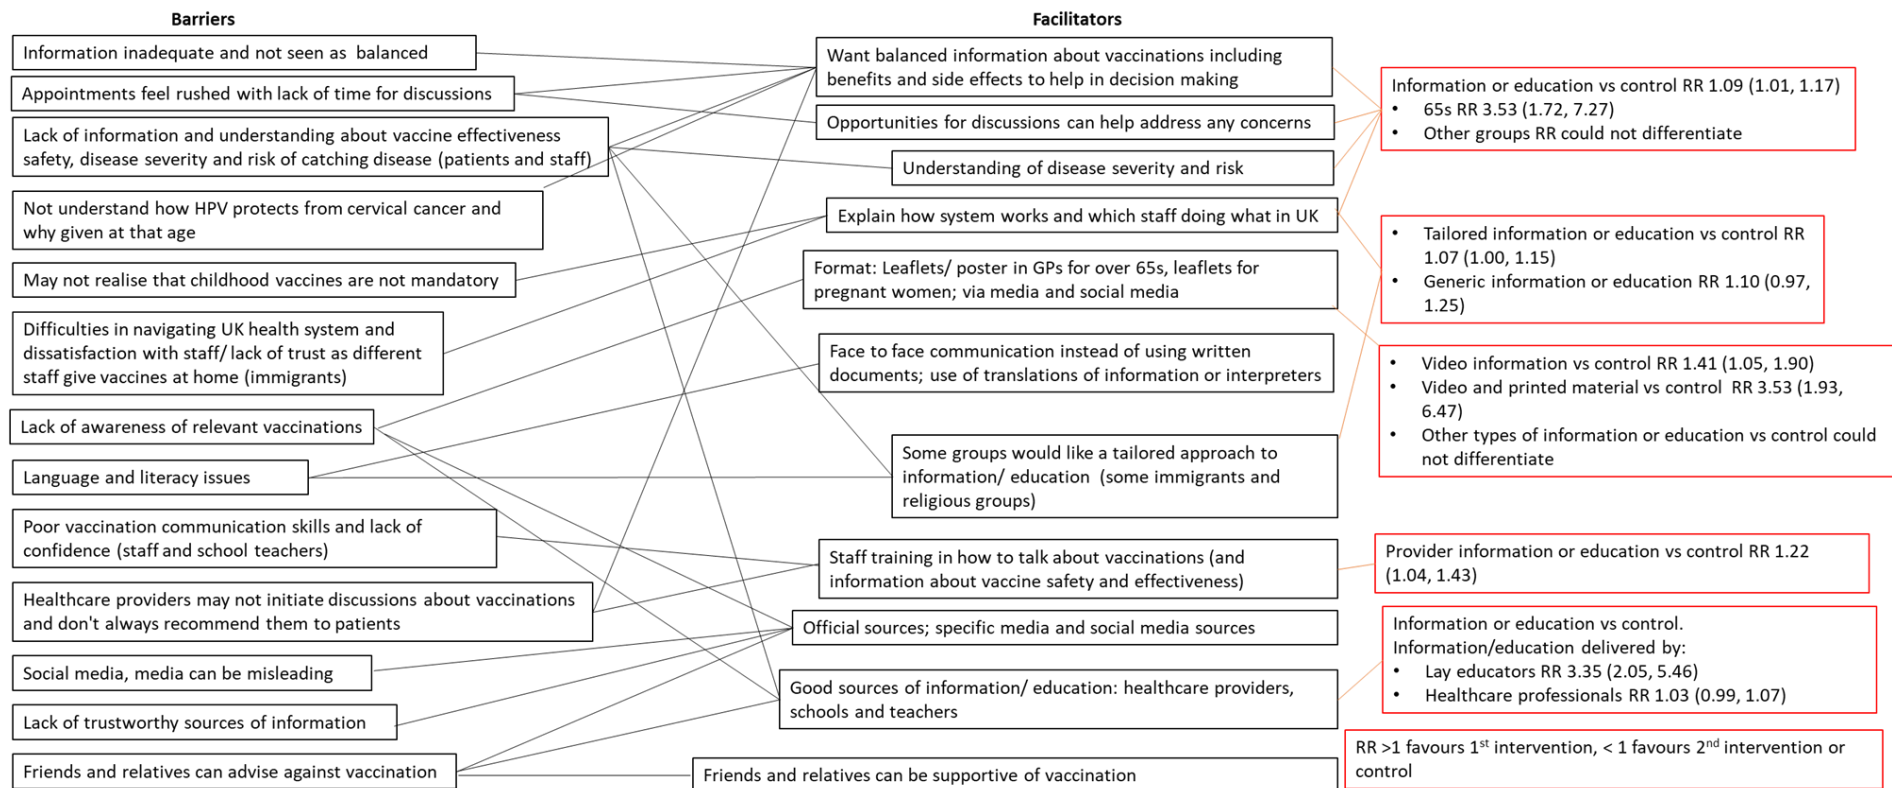 Barriers
Information inadequate and not seen as balanced
Appointments feel rushed with lack of time for discussions
Lack of information and understanding about vaccine effectiveness
safety, disease severity and risk of catching disease (patients and staff)
Not understand how HPV protects from cervical cancer and
why given at that age
May not realise that childhood vaccines are not mandatory
Difficulties in navigating UK health system and
dissatisfaction with staff/ lack of trust as different
staff give vaccines at home (immigrants)
Lack of awareness of relevant vaccinations
Language and literacy issues
Poor vaccination communication skills and lack of
confidence (staff and school teachers)
Healthcare providers may not initiate discussions about vaccinations
and don't always recommend them to patients
Social media, media can be misleading
Lack of trustworthy sources of information
Friends and relatives can advise against vaccination
Facilitators
Want balanced information about vaccinations including
benefits and side effects to help in decision making
Opportunities for discussions can help address any concerns
Understanding of disease severity and risk
Explain how system works and which staff doing what in UK
Format: Leaflets/ poster in GPs for over 65s, leaflets for
pregnant women; via media and social media
Face to face communication instead of using written
documents; use of translations of information or interpreters
Some groups would like a tailored approach to
information/ education (some immigrants and
religious groups)
Staff training in how to talk about vaccinations (and
information about vaccine safety and effectiveness)
Official sources; specific media and social media sources
Good sources of information/ education: healthcare providers,
schools and teachers
Friends and relatives can be supportive of vaccination
Information or education vs control RR 1.09 (1.01, 1.17)
• 65s RR 3.53 (1.72, 7.27)
• Other groups RR could not differentiate
• Tailored information or education vs control RR
1.07 (1.00, 1.15)
• Generic information or education RR 1.10 (0.97,
1.25)
• Video information vs control RR 1.41 (1.05, 1.90)
• Video and printed material vs control RR 3.53 (1.93,
6.47)
• Other types of information or education vs control could
not differentiate
Provider information or education vs control RR 1.22
(1.04, 1.43)
Information or education vs control.
Information/education delivered by:
• Lay educators RR 3.35 (2.05, 5.46)
• Healthcare professionals RR 1.03 (0.99, 1.07)
RR >1 favours 1st intervention, < 1 favours 2nd intervention or
control